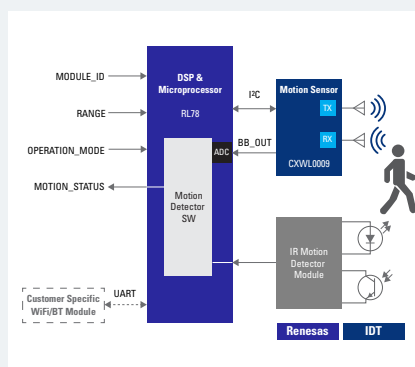 MODULE_ID
RANGE
OPERATION_MODE
MOTION_STATUS
Customer Specific
WiFi/BT Module
UART
DSP &
Microprocessor
RL78
ADC
Motion
Detector
SW
I²C
BB_OUT
Motion Sensor
TX
RX
CXWL0009
IR Motion
Detector
Module
Renesas
IDT